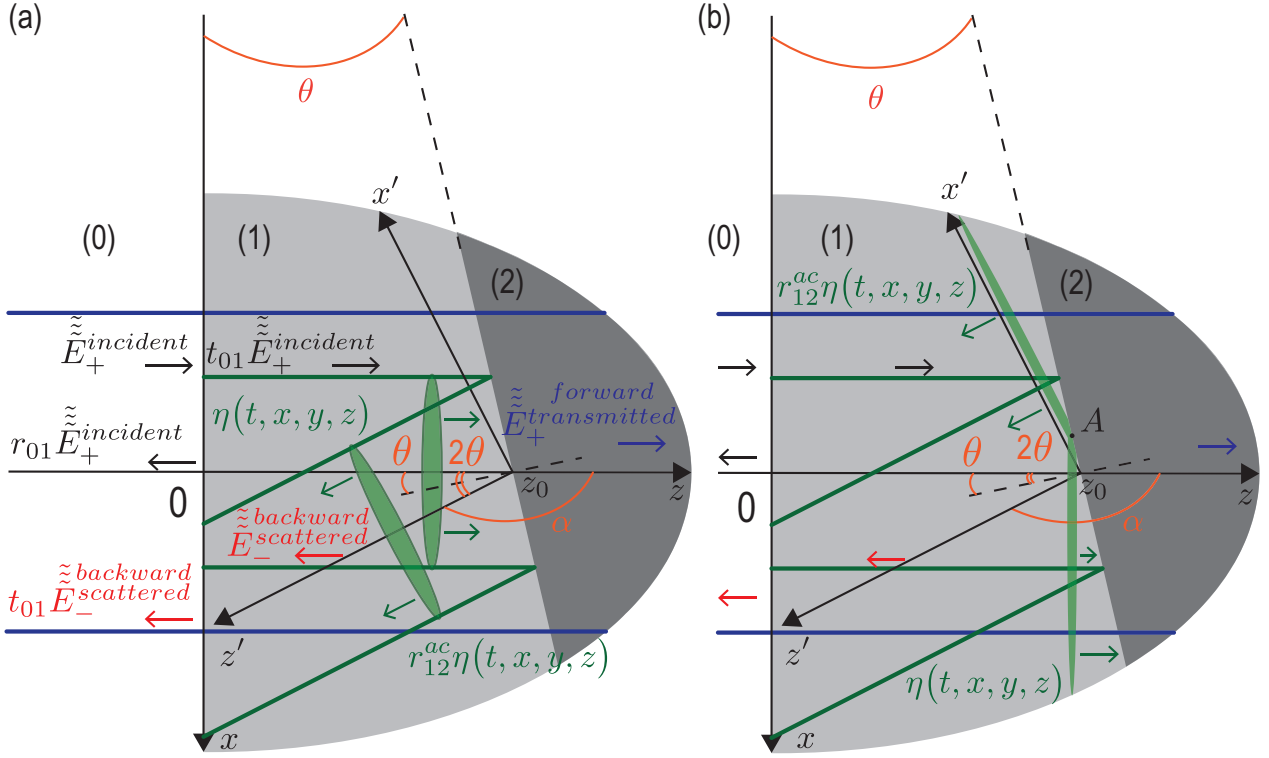 (a)
θ
x′
(0)
(1)
(2)
Ẽ̃̃₊^{incident}
t₀₁Ẽ̃̃₊^{incident}
η(t, x, y, z)
Ẽ̃̃₊^{forward}_{transmitted}
r₀₁Ẽ̃̃₊^{incident}
θ
2θ
z₀
z
0
α
Ẽ̃̃₋^{backward}_{scattered}
t₀₁Ẽ̃̃₋^{backward}_{scattered}
z′
r₁₂^{ac}η(t, x, y, z)
x
(b)
θ
x′
(0)
(1)
(2)
r₁₂^{ac}η(t, x, y, z)
A
θ
2θ
z₀
z
0
α
z′
η(t, x, y, z)
x